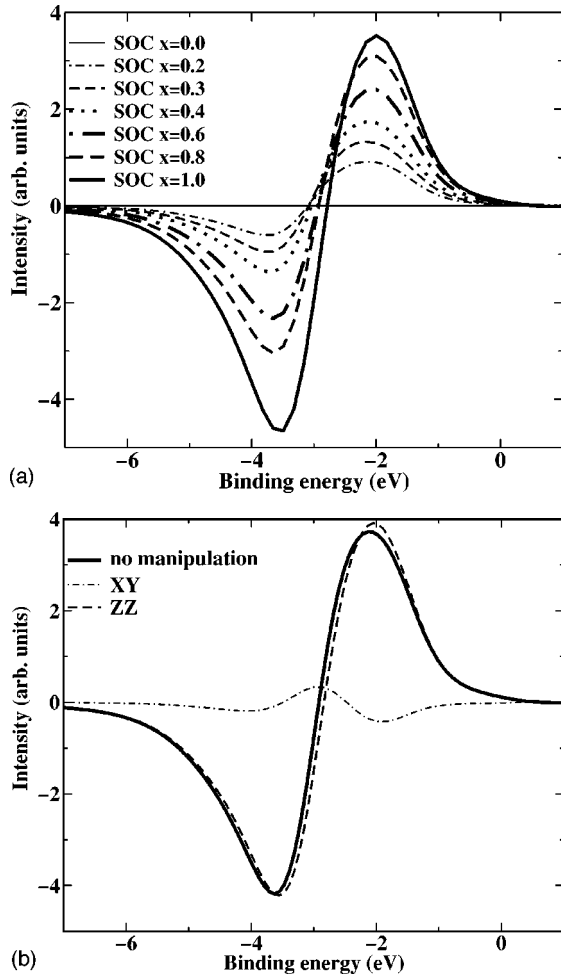 4
SOC x=0.0
SOC x=0.2
SOC x=0.3
SOC x=0.4
SOC x=0.6
SOC x=0.8
SOC x=1.0
2
0
−2
−4
Intensity (arb. units)
−6 −4 −2 0
Binding energy (eV)
(a)
4
no manipulation
XY
ZZ
2
0
−2
−4
Intensity (arb. units)
−6 −4 −2 0
Binding energy (eV)
(b)